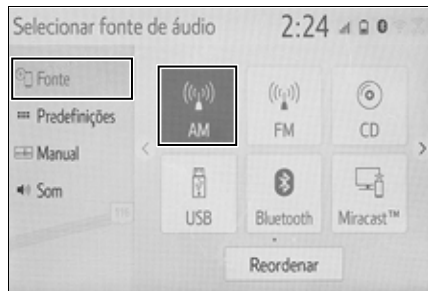 Selecionar fonte de áudio 2:24
Fonte
Predefinições
Manual
Som
AM
FM
CD
USB
Bluetooth
Miracast™
Reordenar